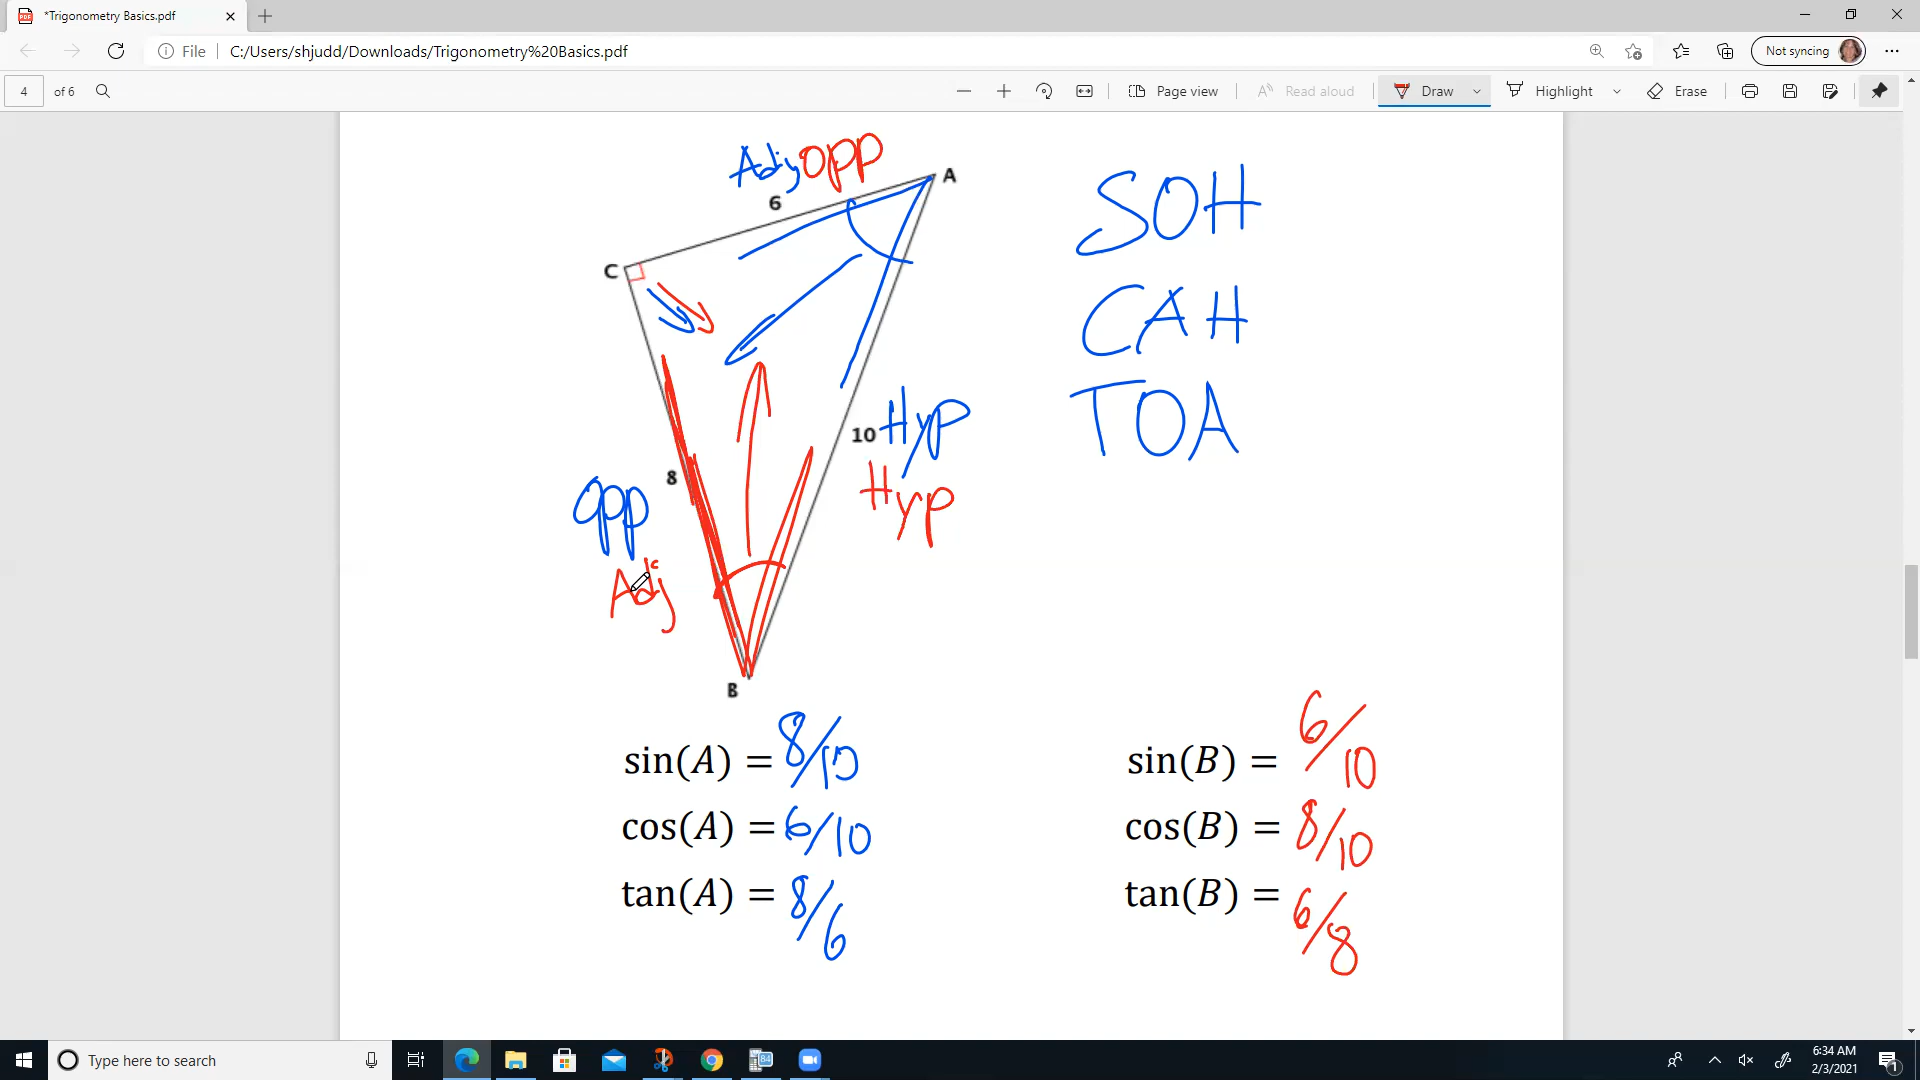 *Trigonometry Basics.pdf
File C:/Users/shjudd/Downloads/Trigonometry%20Basics.pdf Not syncing
4 of 6 Page view Read aloud Draw Highlight Erase
Adj Opp
A
6
SOH
C
CAH
TOA
10 Hyp
8
Opp
Hyp
Adj
B
sin(A) = 8/10 sin(B) = 6/10
cos(A) = 6/10 cos(B) = 8/10
tan(A) = 8/6 tan(B) = 6/8
Type here to search
84
6:34 AM
2/3/2021
1